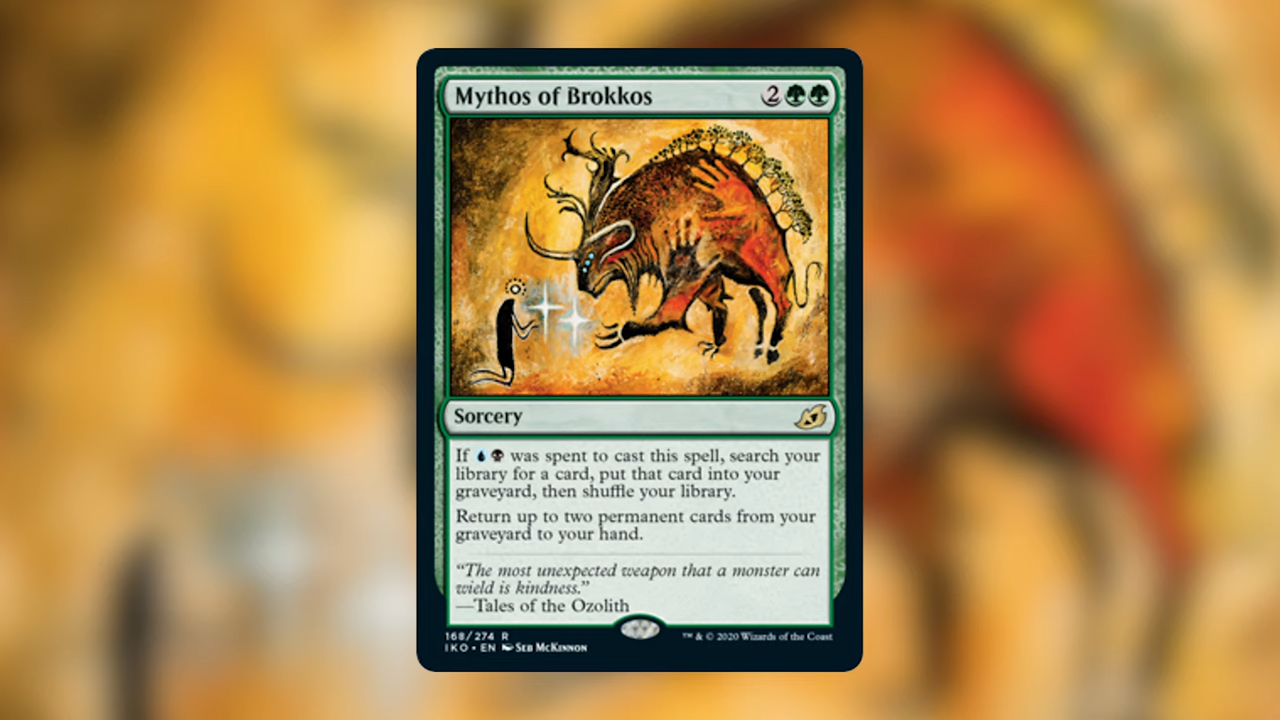 Mythos of Brokkos 2
Sorcery
If was spent to cast this spell, search your
library for a card, put that card into your
graveyard, then shuffle your library.
Return up to two permanent cards from your
graveyard to your hand.
“The most unexpected weapon that a monster can
wield is kindness.”
—Tales of the Ozolith
168/274 R
IKO • EN Seb McKinnon
™ & © 2020 Wizards of the Coast